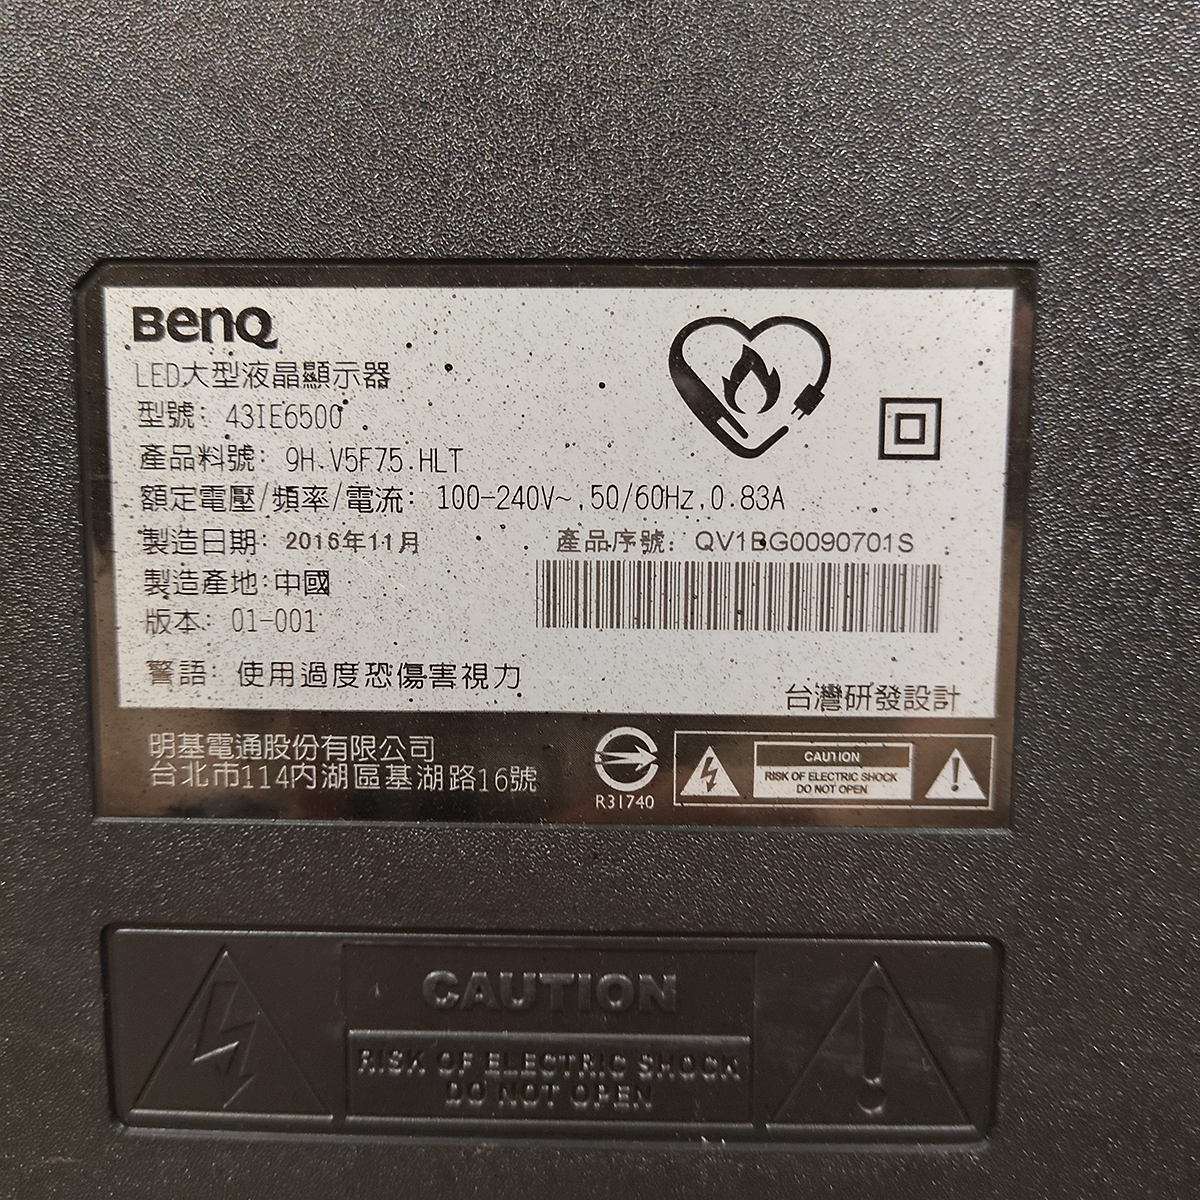 BenQ
LED大型液晶顯示器
型號: 43IE6500
產品料號: 9H.V5F75.HLT
額定電壓/頻率/電流: 100-240V~,50/60Hz,0.83A
製造日期: 2016年11月
產品序號: QV1BG0090701S
製造產地:中國
版本: 01-001
警語: 使用過度恐傷害視力
台灣研發設計
明基電通股份有限公司
台北市114內湖區基湖路16號
R31740
CAUTION
RISK OF ELECTRIC SHOCK
DO NOT OPEN
CAUTION
RISK OF ELECTRIC SHOCK
DO NOT OPEN